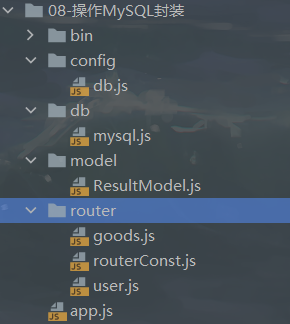 08-操作MySQL封装
bin
config
JS db.js
db
JS mysql.js
model
JS ResultModel.js
router
JS goods.js
JS routerConst.js
JS user.js
JS app.js